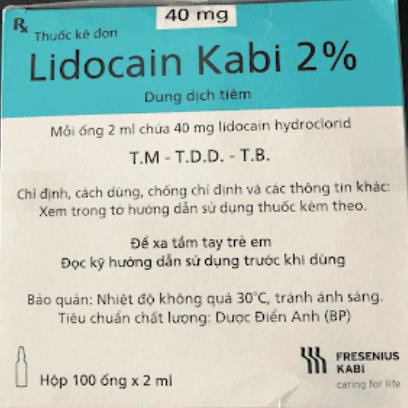 40 mg
Rx Thuốc kê đơn
Lidocain Kabi 2%
Dung dịch tiêm
Mỗi ống 2 ml chứa 40 mg lidocain hydroclorid
T.M - T.D.D. - T.B.
Chỉ định, cách dùng, chống chỉ định và các thông tin khác:
Xem trong tờ hướng dẫn sử dụng thuốc kèm theo.
Để xa tầm tay trẻ em
Đọc kỹ hướng dẫn sử dụng trước khi dùng
Bảo quản: Nhiệt độ không quá 30°C, tránh ánh sáng.
Tiêu chuẩn chất lượng: Dược Điển Anh (BP)
Hộp 100 ống x 2 ml
FRESENIUS
KABI
caring for life